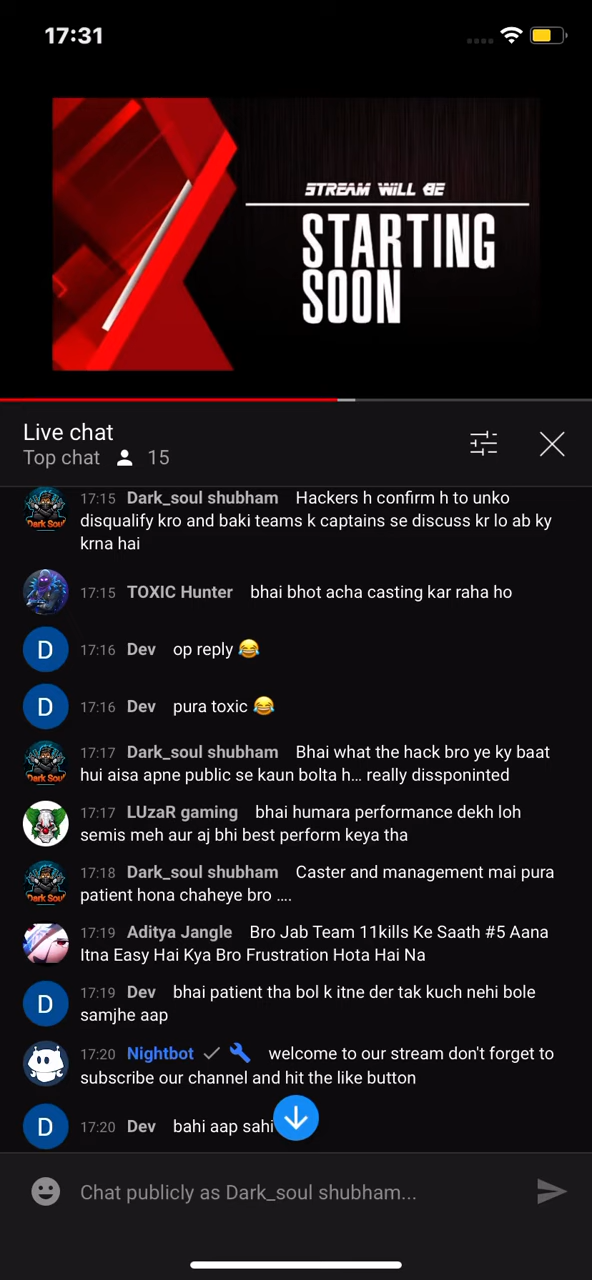 17:31
STREAM WILL BE
STARTING
SOON
Live chat
Top chat 15
17:15 Dark_soul shubham Hackers h confirm h to unko
disqualify kro and baki teams k captains se discuss kr lo ab ky
krna hai
17:15 TOXIC Hunter bhai bhot acha casting kar raha ho
D 17:16 Dev op reply 😂
D 17:16 Dev pura toxic 😂
17:17 Dark_soul shubham Bhai what the hack bro ye ky baat
hui aisa apne public se kaun bolta h... really dissponinted
17:17 LUzaR gaming bhai humara performance dekh loh
semis meh aur aj bhi best perform keya tha
17:18 Dark_soul shubham Caster and management mai pura
patient hona chaheye bro ....
17:19 Aditya Jangle Bro Jab Team 11kills Ke Saath #5 Aana
Itna Easy Hai Kya Bro Frustration Hota Hai Na
D 17:19 Dev bhai patient tha bol k itne der tak kuch nehi bole
samjhe aap
17:20 Nightbot welcome to our stream don't forget to
subscribe our channel and hit the like button
D 17:20 Dev bahi aap sahi
Chat publicly as Dark_soul shubham...